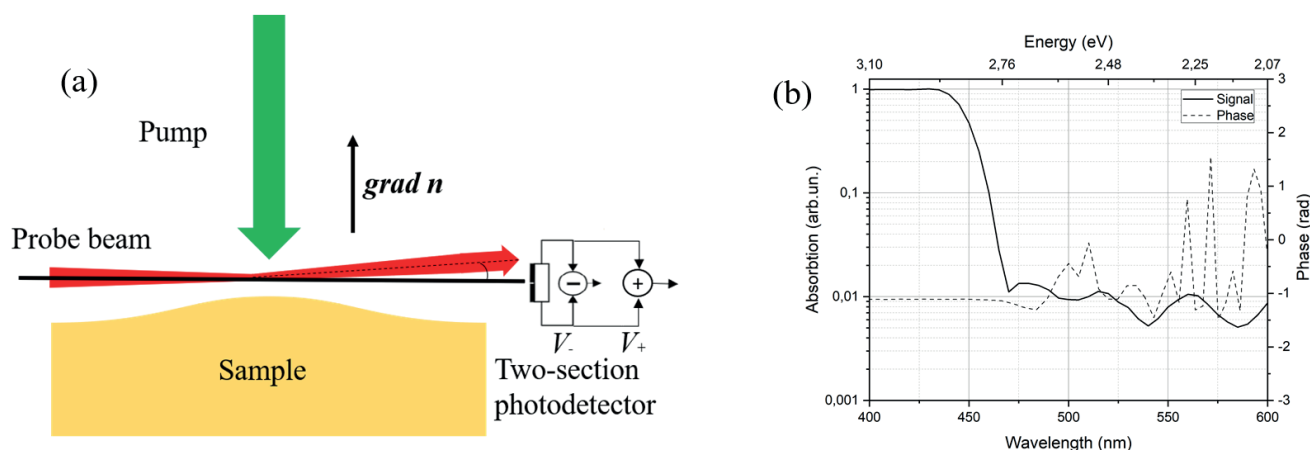 (a)
Pump
grad n
Probe beam
Sample
−
+
V-
V+
Two-section
photodetector
(b)
Energy (eV)
3,10 2,76 2,48 2,25 2,07
Absorbtion (arb.un.)
1
0,1
0,01
0,001
Signal
Phase
3
2
1
0
-1
-2
-3
Phase (rad)
400 450 500 550 600
Wavelength (nm)